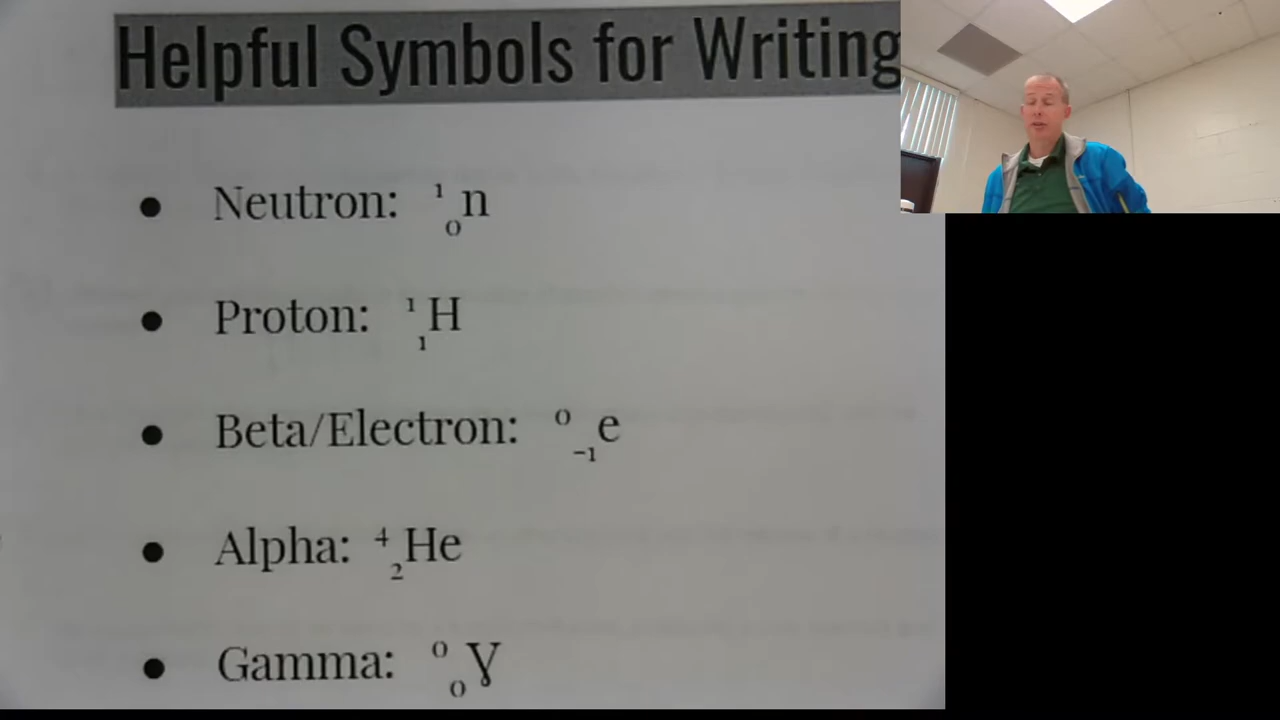 Helpful Symbols for Writing
• Neutron: ¹₀n
• Proton: ¹₁H
• Beta/Electron: ⁰₋₁e
• Alpha: ⁴₂He
• Gamma: ⁰₀γ